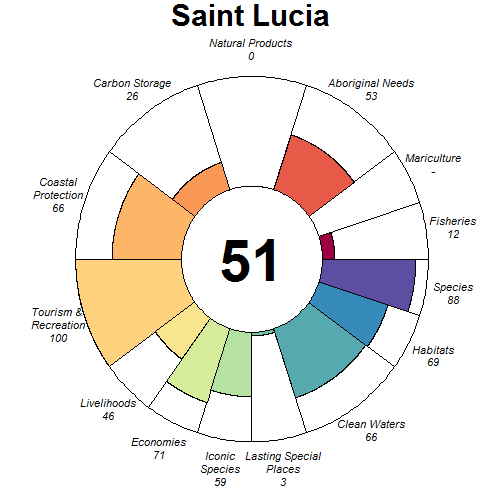 Saint Lucia
Natural Products
0
Aboriginal Needs
53
Mariculture
-
Fisheries
12
Species
88
Habitats
69
Clean Waters
66
Lasting Special
Places
3
Iconic
Species
59
Economies
71
Livelihoods
46
Tourism &
Recreation
100
Coastal
Protection
66
Carbon Storage
26
51